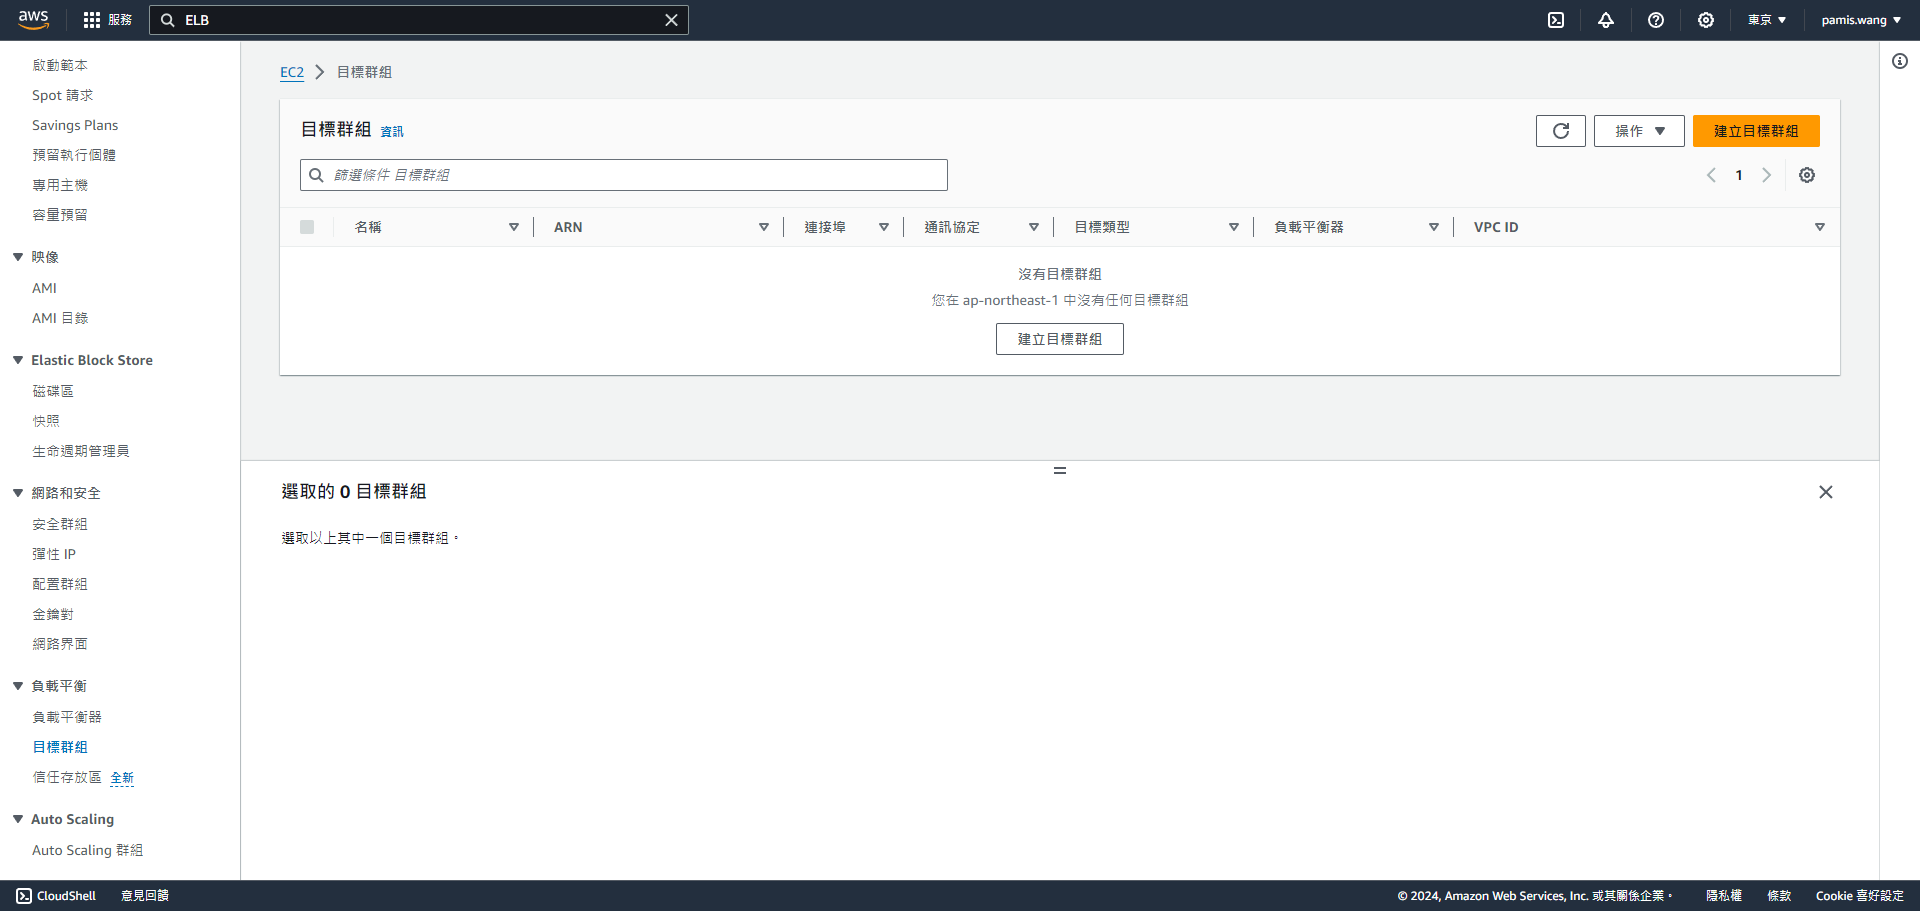 aws
服務
ELB
東京
pamis.wang
啟動範本
Spot 請求
Savings Plans
預留執行個體
專用主機
容量預留
映像
AMI
AMI 目錄
Elastic Block Store
磁碟區
快照
生命週期管理員
網路和安全
安全群組
彈性 IP
配置群組
金鑰對
網路界面
負載平衡
負載平衡器
目標群組
信任存放區 全新
Auto Scaling
Auto Scaling 群組
EC2
目標群組
目標群組 資訊
操作
建立目標群組
篩選條件 目標群組
1
名稱
ARN
連接埠
通訊協定
目標類型
負載平衡器
VPC ID
沒有目標群組
您在 ap-northeast-1 中沒有任何目標群組
建立目標群組
選取的 0 目標群組
選取以上其中一個目標群組。
CloudShell
意見回饋
© 2024, Amazon Web Services, Inc. 或其關係企業。
隱私權
條款
Cookie 喜好設定